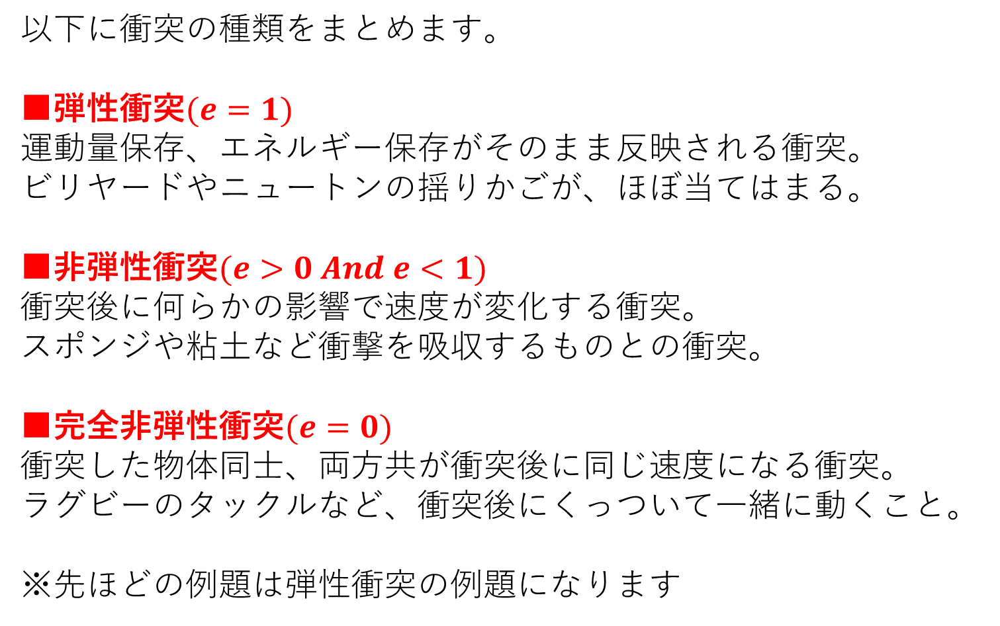 以下に衝突の種類をまとめます。
■弾性衝突(e = 1)
運動量保存、エネルギー保存がそのまま反映される衝突。
ビリヤードやニュートンの揺りかごが、ほぼ当てはまる。
■非弾性衝突(e > 0 And e < 1)
衝突後に何らかの影響で速度が変化する衝突。
スポンジや粘土など衝撃を吸収するものとの衝突。
■完全非弾性衝突(e = 0)
衝突した物体同士、両方共が衝突後に同じ速度になる衝突。
ラグビーのタックルなど、衝突後にくっついて一緒に動くこと。
※先ほどの例題は弾性衝突の例題になります